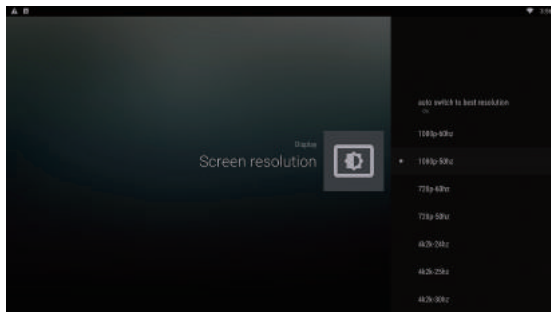 Display
Screen resolution
auto switch to best resolution
on
1080p-60hz
1080p-50hz
720p-60hz
720p-50hz
4k2k-24hz
4k2k-25hz
4k2k-30hz